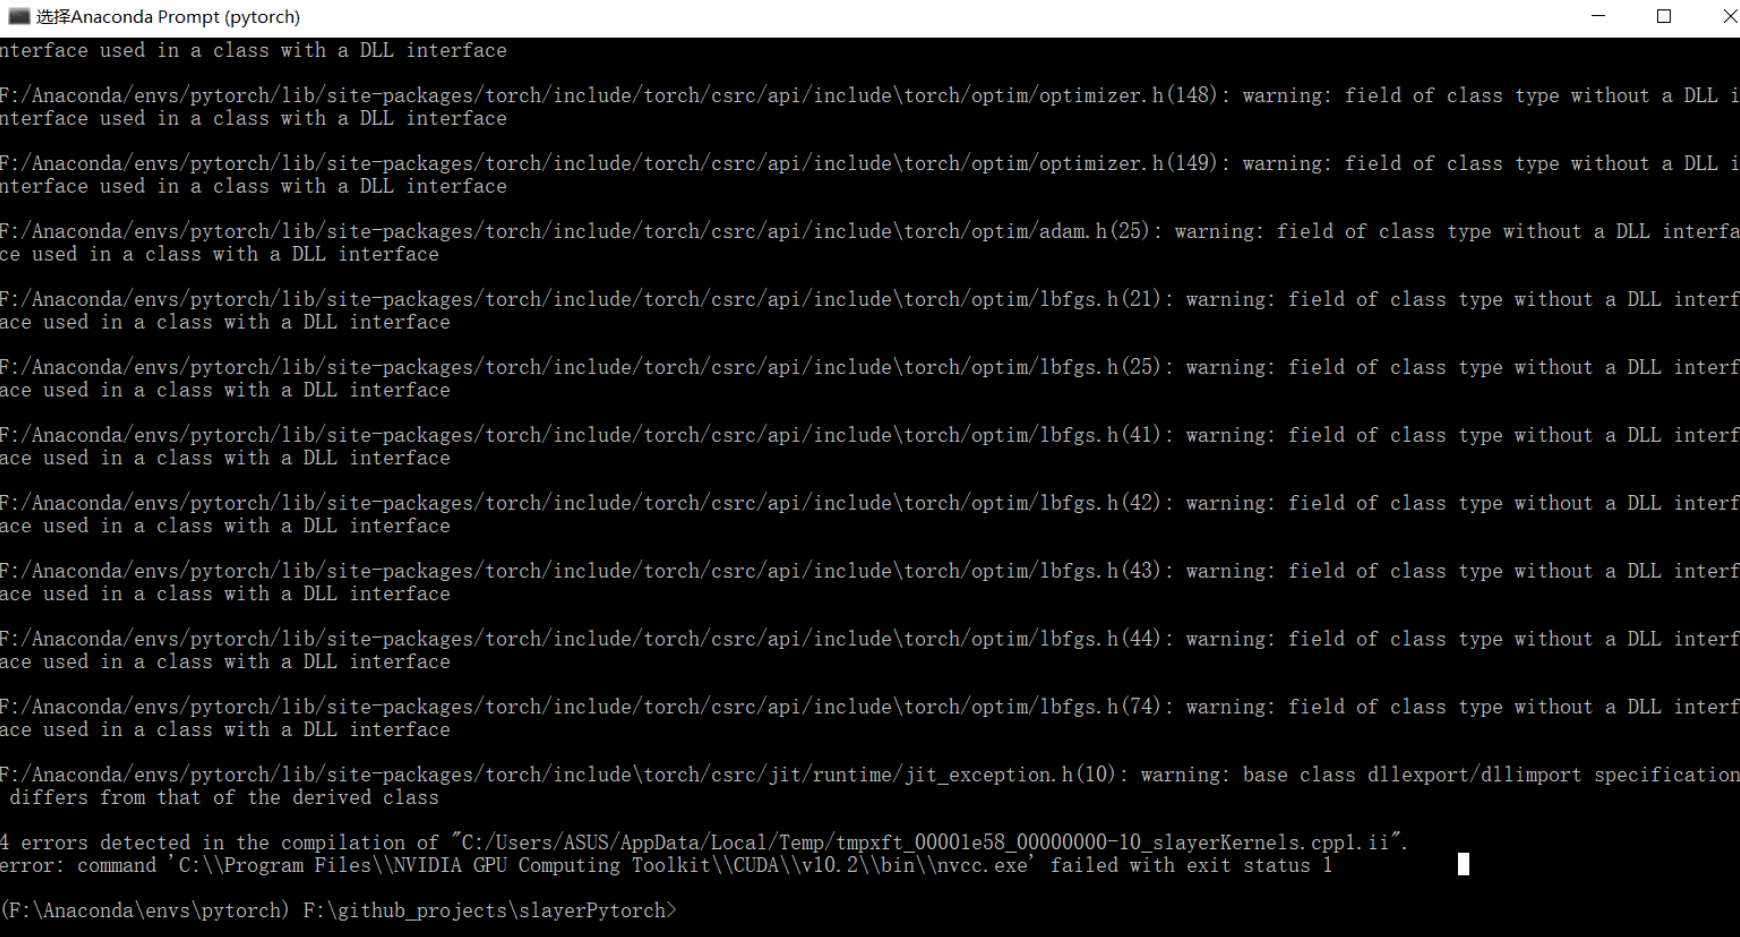 选择Anaconda Prompt (pytorch)
nterface used in a class with a DLL interface
F:/Anaconda/envs/pytorch/lib/site-packages/torch/include/torch/csrc/api/include\torch/optim/optimizer.h(148): warning: field of class type without a DLL i
nterface used in a class with a DLL interface
F:/Anaconda/envs/pytorch/lib/site-packages/torch/include/torch/csrc/api/include\torch/optim/optimizer.h(149): warning: field of class type without a DLL i
nterface used in a class with a DLL interface
F:/Anaconda/envs/pytorch/lib/site-packages/torch/include/torch/csrc/api/include\torch/optim/adam.h(25): warning: field of class type without a DLL interfa
ce used in a class with a DLL interface
F:/Anaconda/envs/pytorch/lib/site-packages/torch/include/torch/csrc/api/include\torch/optim/lbfgs.h(21): warning: field of class type without a DLL interf
ace used in a class with a DLL interface
F:/Anaconda/envs/pytorch/lib/site-packages/torch/include/torch/csrc/api/include\torch/optim/lbfgs.h(25): warning: field of class type without a DLL interf
ace used in a class with a DLL interface
F:/Anaconda/envs/pytorch/lib/site-packages/torch/include/torch/csrc/api/include\torch/optim/lbfgs.h(41): warning: field of class type without a DLL interf
ace used in a class with a DLL interface
F:/Anaconda/envs/pytorch/lib/site-packages/torch/include/torch/csrc/api/include\torch/optim/lbfgs.h(42): warning: field of class type without a DLL interf
ace used in a class with a DLL interface
F:/Anaconda/envs/pytorch/lib/site-packages/torch/include/torch/csrc/api/include\torch/optim/lbfgs.h(43): warning: field of class type without a DLL interf
ace used in a class with a DLL interface
F:/Anaconda/envs/pytorch/lib/site-packages/torch/include/torch/csrc/api/include\torch/optim/lbfgs.h(44): warning: field of class type without a DLL interf
ace used in a class with a DLL interface
F:/Anaconda/envs/pytorch/lib/site-packages/torch/include/torch/csrc/api/include\torch/optim/lbfgs.h(74): warning: field of class type without a DLL interf
ace used in a class with a DLL interface
F:/Anaconda/envs/pytorch/lib/site-packages/torch/include\torch/csrc/jit/runtime/jit_exception.h(10): warning: base class dllexport/dllimport specification
differs from that of the derived class
4 errors detected in the compilation of "C:/Users/ASUS/AppData/Local/Temp/tmpxft_00001e58_00000000-10_slayerKernels.cpp1.ii".
error: command 'C:\\Program Files\\NVIDIA GPU Computing Toolkit\\CUDA\\v10.2\\bin\\nvcc.exe' failed with exit status 1
(F:\Anaconda\envs\pytorch) F:\github_projects\slayerPytorch>